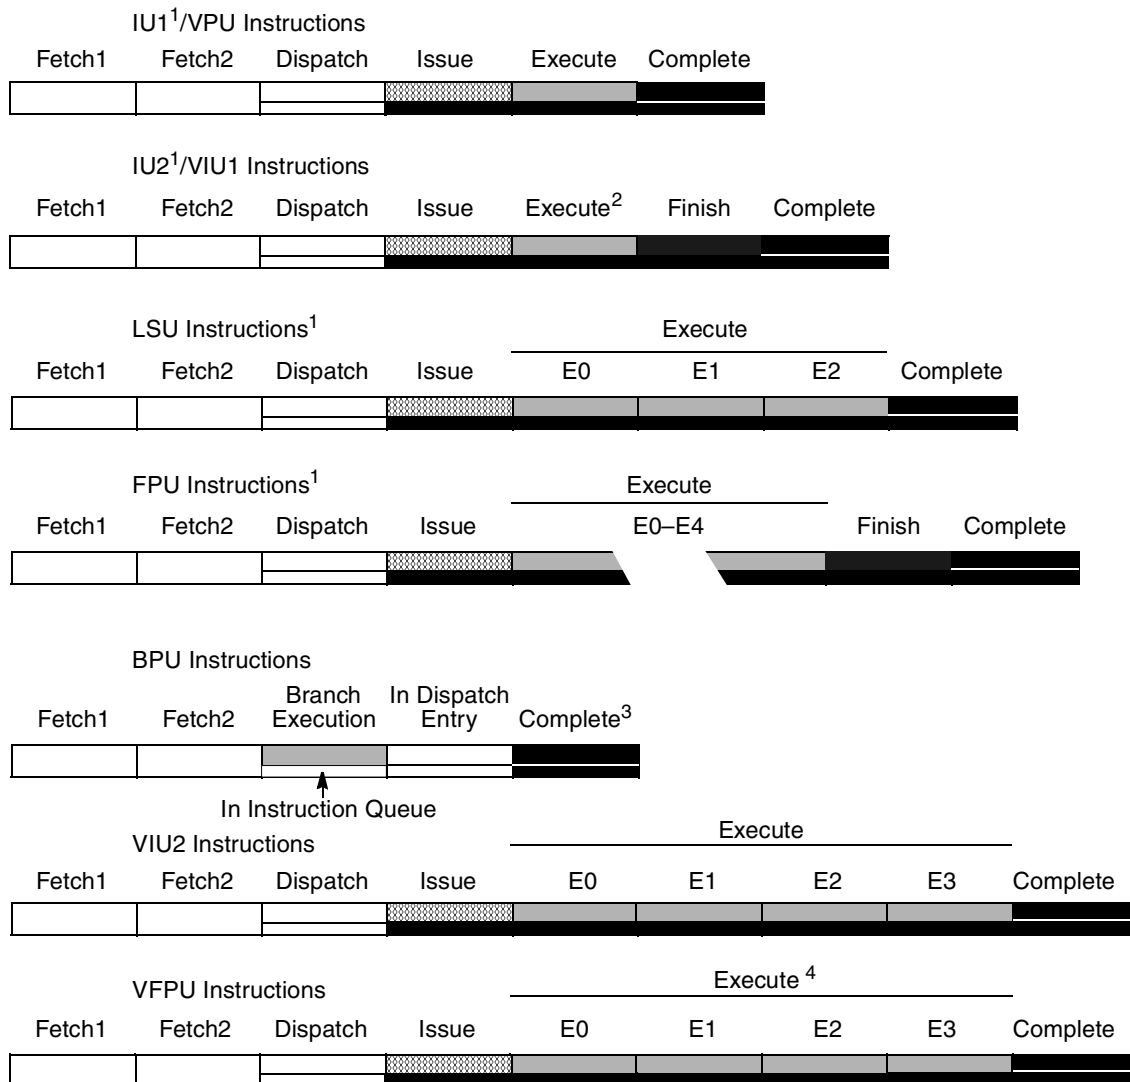 IU1¹/VPU Instructions
Fetch1 Fetch2 Dispatch Issue Execute Complete
IU2¹/VIU1 Instructions
Fetch1 Fetch2 Dispatch Issue Execute² Finish Complete
LSU Instructions¹ Execute
Fetch1 Fetch2 Dispatch Issue E0 E1 E2 Complete
FPU Instructions¹ Execute
Fetch1 Fetch2 Dispatch Issue E0–E4 Finish Complete
BPU Instructions
Branch In Dispatch
Fetch1 Fetch2 Execution Entry Complete³
In Instruction Queue
Execute
VIU2 Instructions
Fetch1 Fetch2 Dispatch Issue E0 E1 E2 E3 Complete
Execute ⁴
VFPU Instructions
Fetch1 Fetch2 Dispatch Issue E0 E1 E2 E3 Complete